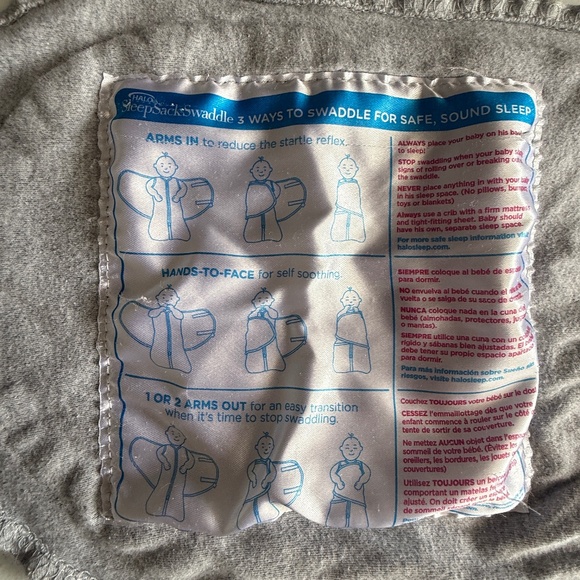 HALO
SleepSack Swaddle 3 WAYS TO SWADDLE FOR SAFE, SOUND SLEEP
ARMS IN to reduce the startle reflex.
HANDS-TO-FACE for self soothing.
1 OR 2 ARMS OUT for an easy transition
when it's time to stop swaddling.
ALWAYS place your baby on his back
to sleep!
STOP swaddling when your baby
signs of rolling over or breaking
the swaddle.
NEVER place anything in with your baby
in his sleep space. (No pillows,
toys or blankets)
Always use a crib with a firm mattress
and tight-fitting sheet. Baby should
have his own, separate sleep space.
For more safe sleep information
halosleep.com.
SIEMPRE coloque al bebé de
para dormir.
NO envuelva al bebé cuando el
vuelta o se salga de su saco de
NUNCA coloque nada en la cuna
bebé (almohadas, protectores,
o mantas).
SIEMPRE utilice una cuna con un
rígido y sábanas bien ajustadas. El
debe tener su propio espacio
para dormir.
Para más información sobre
riesgos, visite halosleep.com.
Couchez TOUJOURS votre bébé sur le dos
CESSEZ l'emmaillotage dès que votre
enfant commence à rouler sur le côté
tente de sortir de sa couverture.
Ne mettez AUCUN objet dans l'espace
sommeil de votre bébé. (Évitez les
oreillers, les bordures, les jouets
couvertures)
Utilisez TOUJOURS un
comportant un matelas
ajusté. On doit créer un
de sommeil